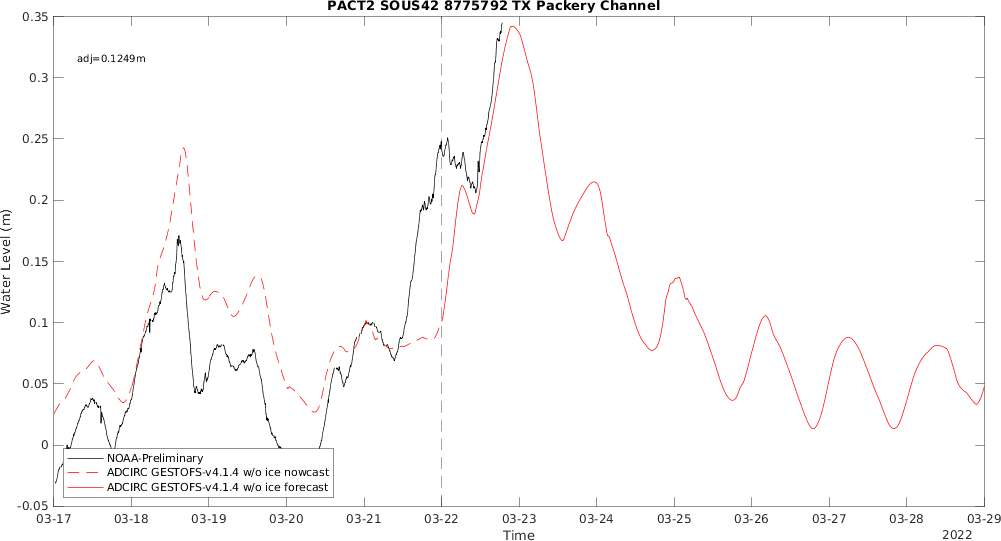 PACT2 SOUS42 8775792 TX Packery Channel
adj=0.1249m
Water Level (m)
0.35
0.3
0.25
0.2
0.15
0.1
0.05
0
-0.05
NOAA-Preliminary
ADCIRC GESTOFS-v4.1.4 w/o ice nowcast
ADCIRC GESTOFS-v4.1.4 w/o ice forecast
03-17 03-18 03-19 03-20 03-21 03-22 03-23 03-24 03-25 03-26 03-27 03-28 03-29
Time
2022